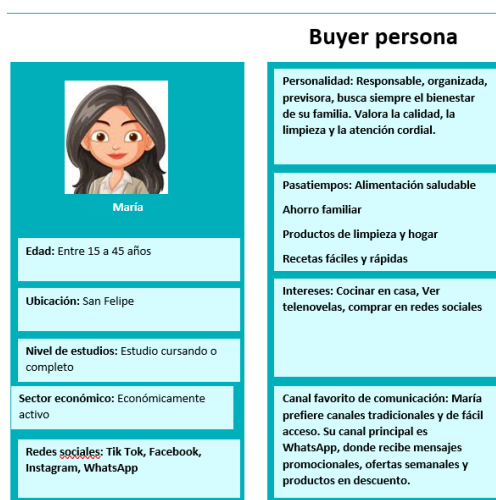 Buyer persona
María
Edad: Entre 15 a 45 años
Ubicación: San Felipe
Nivel de estudios: Estudio cursando o
completo
Sector económico: Económicamente
activo
Redes sociales: Tik Tok, Facebook,
Instagram, WhatsApp
Personalidad: Responsable, organizada,
previsora, busca siempre el bienestar
de su familia. Valora la calidad, la
limpieza y la atención cordial.
Pasatiempos: Alimentación saludable
Ahorro familiar
Productos de limpieza y hogar
Recetas fáciles y rápidas
Intereses: Cocinar en casa, Ver
telenovelas, comprar en redes sociales
Canal favorito de comunicación: María
prefiere canales tradicionales y de fácil
acceso. Su canal principal es
WhatsApp, donde recibe mensajes
promocionales, ofertas semanales y
productos en descuento.